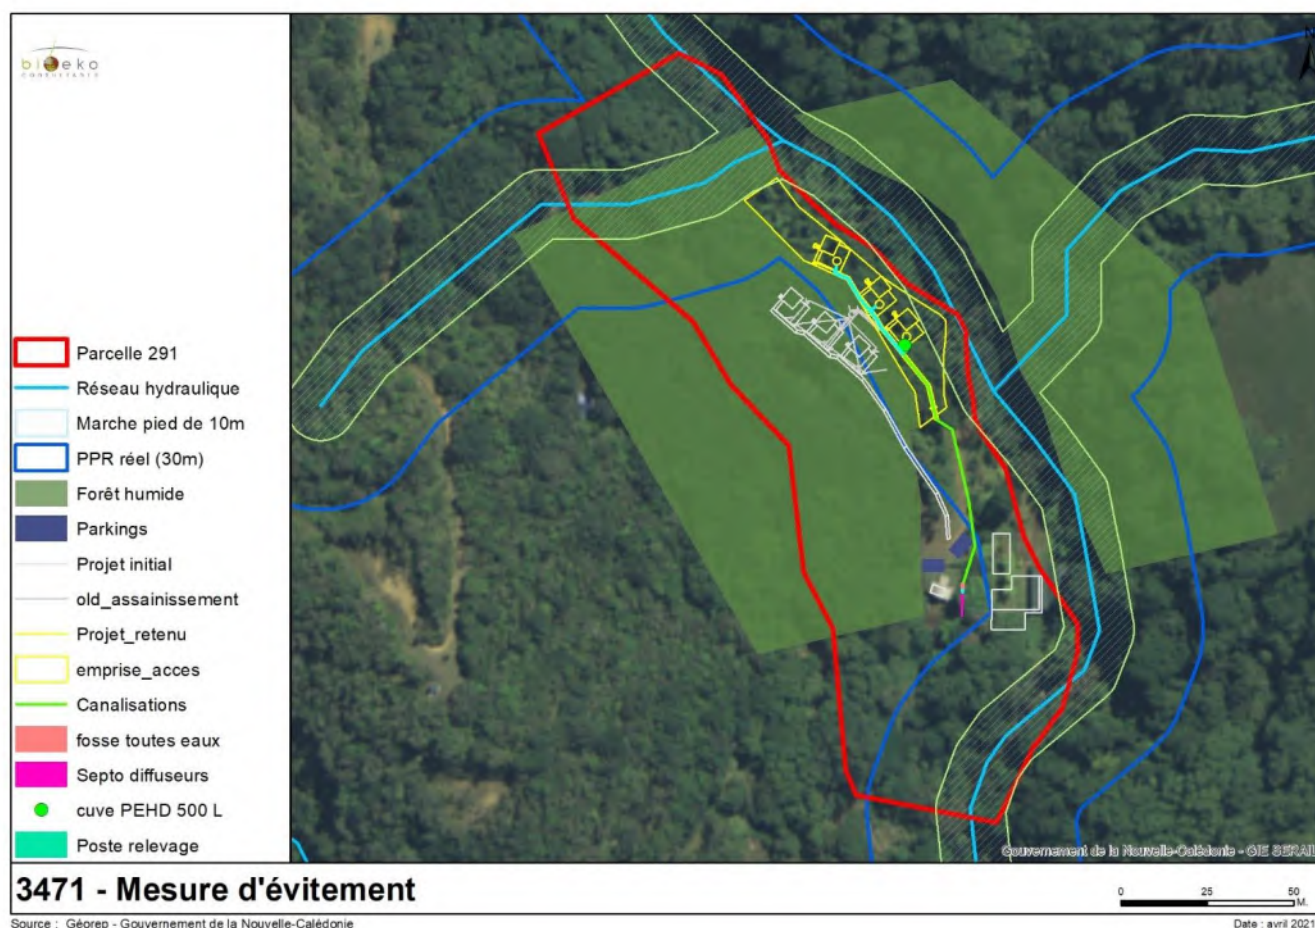 bioeko
CONSULTANTS
N
Parcelle 291
Réseau hydraulique
Marche pied de 10m
PPR réel (30m)
Forêt humide
Parkings
Projet initial
old_assainissement
Projet_retenu
emprise_acces
Canalisations
fosse toutes eaux
Septo diffuseurs
cuve PEHD 500 L
Poste relevage
Gouvernement de la Nouvelle-Calédonie - GIE SERAIL
3471 - Mesure d'évitement
0 25 50
M.
Source : Géorep - Gouvernement de la Nouvelle-Calédonie
Date : avril 2021